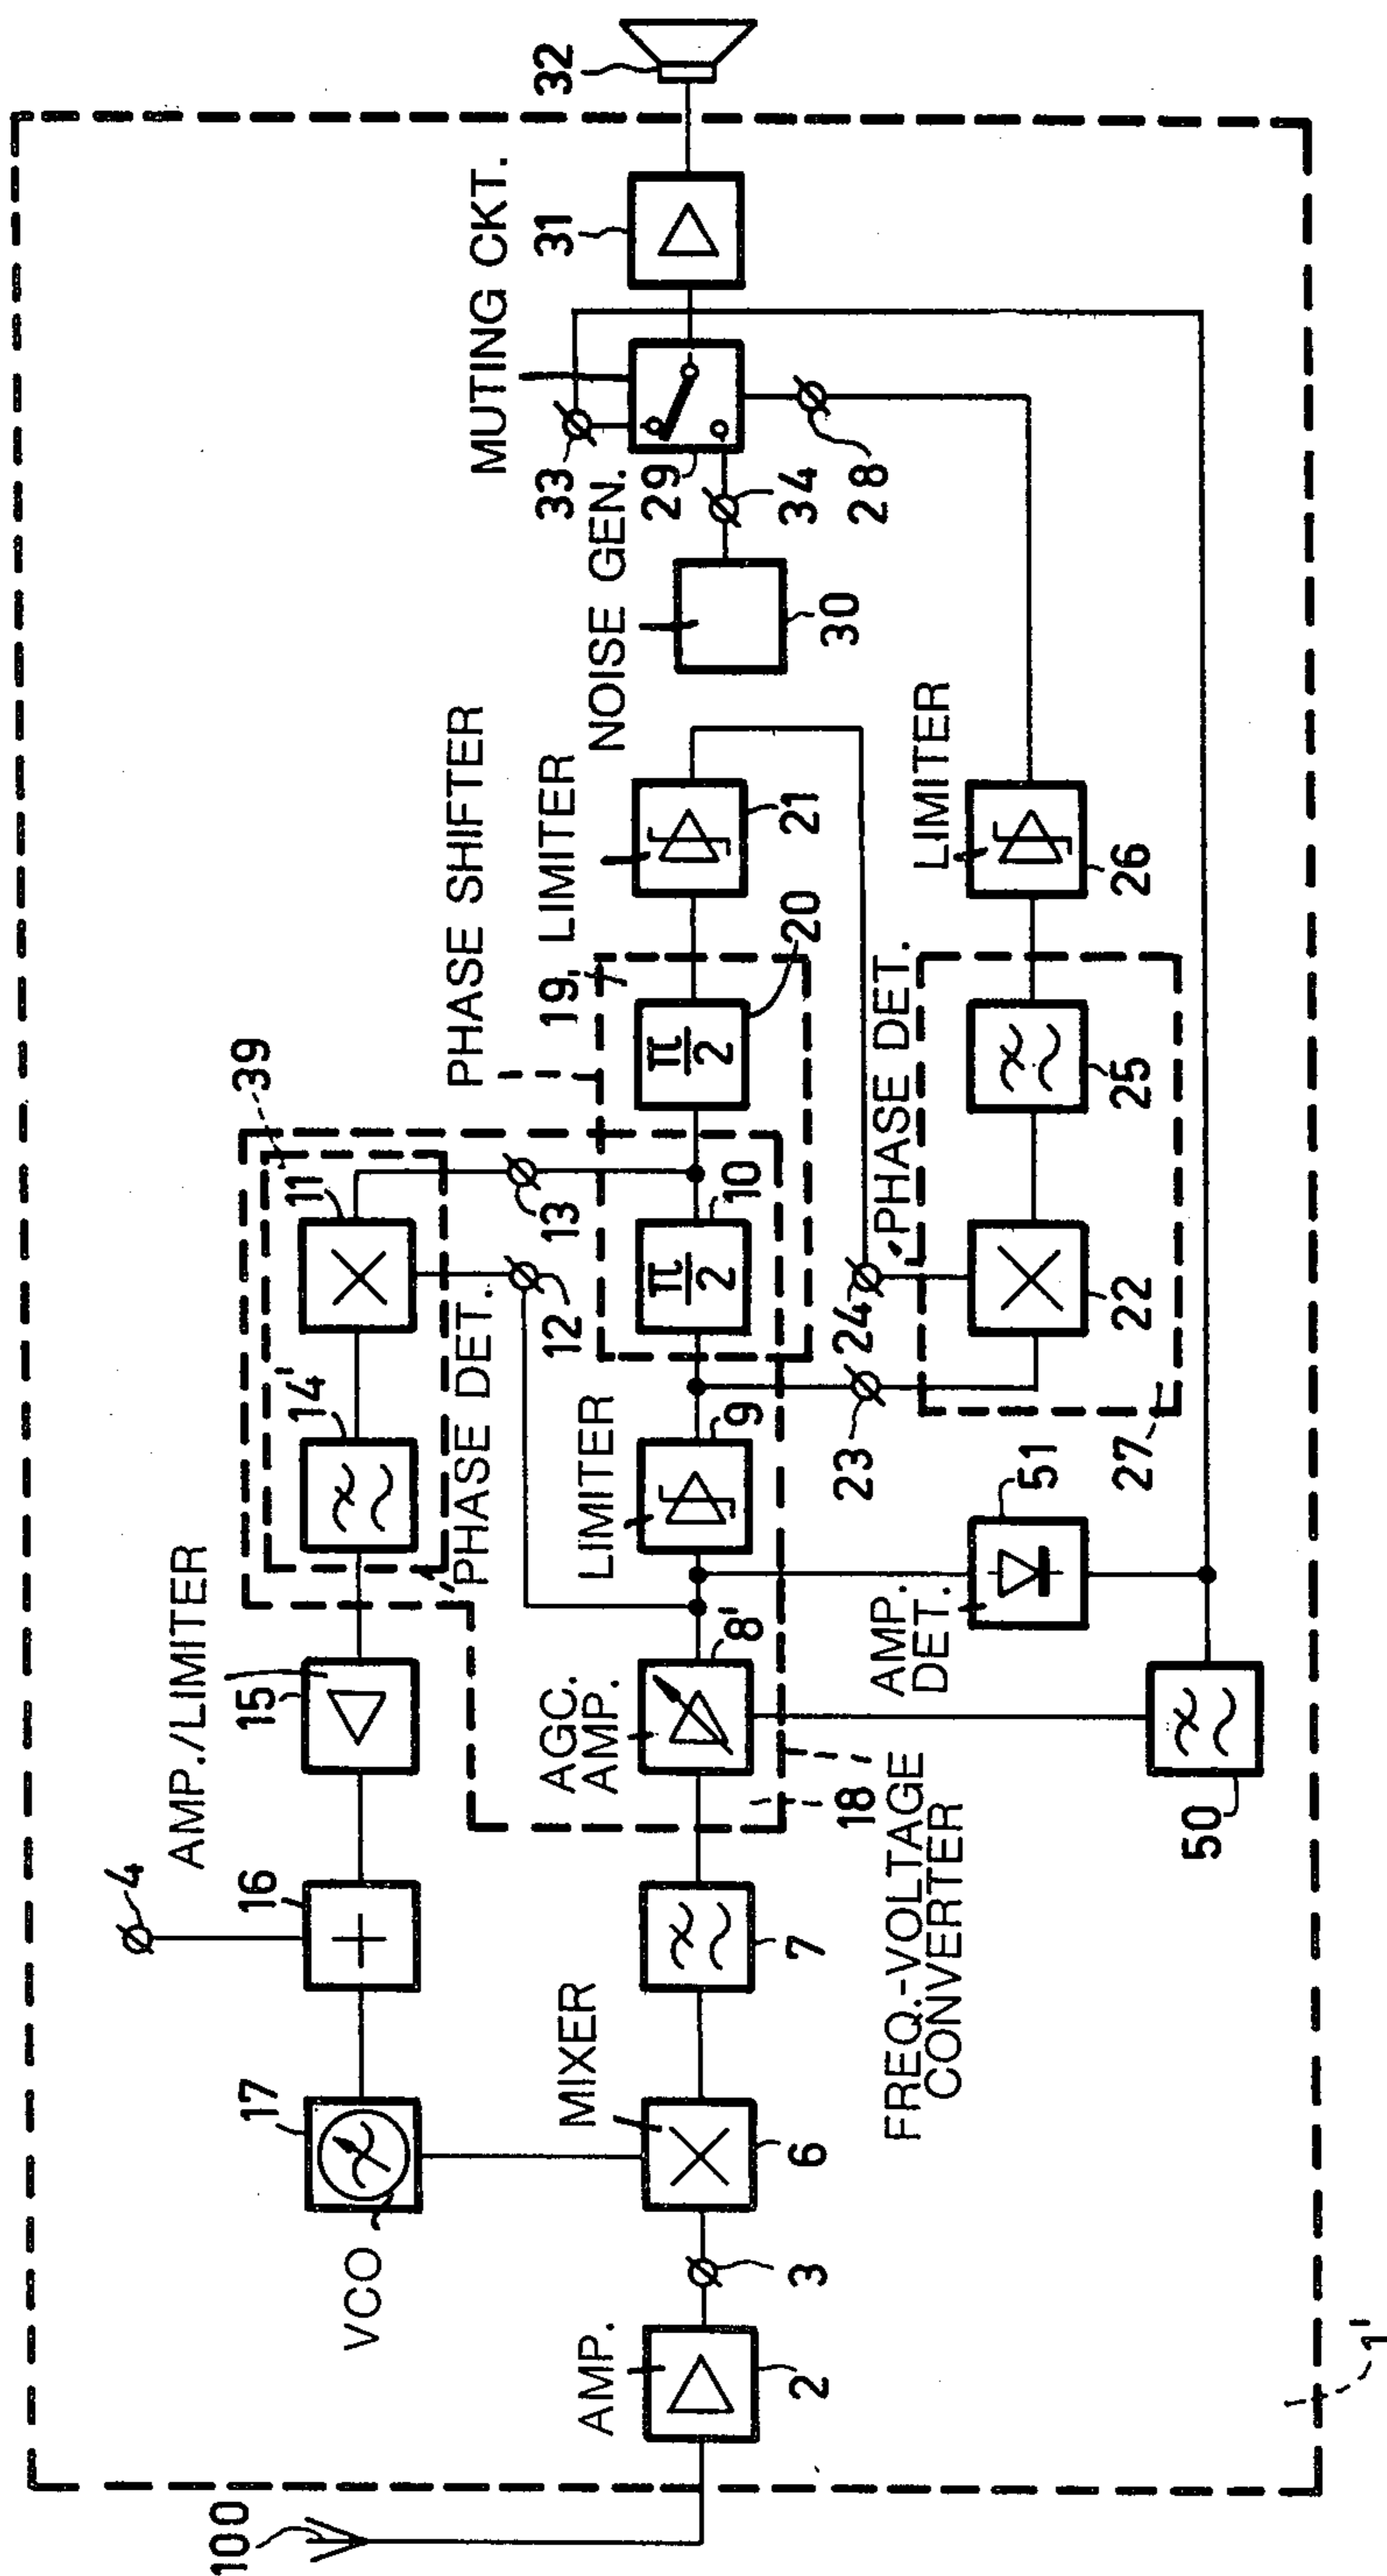 100
AMP.
2
3
VCO
17
MIXER
6
4
16
7
AMP./LIMITER
15
AGC.
AMP.
8'
18
FREQ.-VOLTAGE
CONVERTER
50
AMP.
DET.
51
39
14'
11
PHASE DET.
12
13
LIMITER
9
π
2
10
23
24
PHASE DET.
22
25
27
PHASE SHIFTER
19
π
2
20
LIMITER
21
LIMITER
26
NOISE GEN.
30
34
28
33
29
MUTING CKT.
31
32
1'